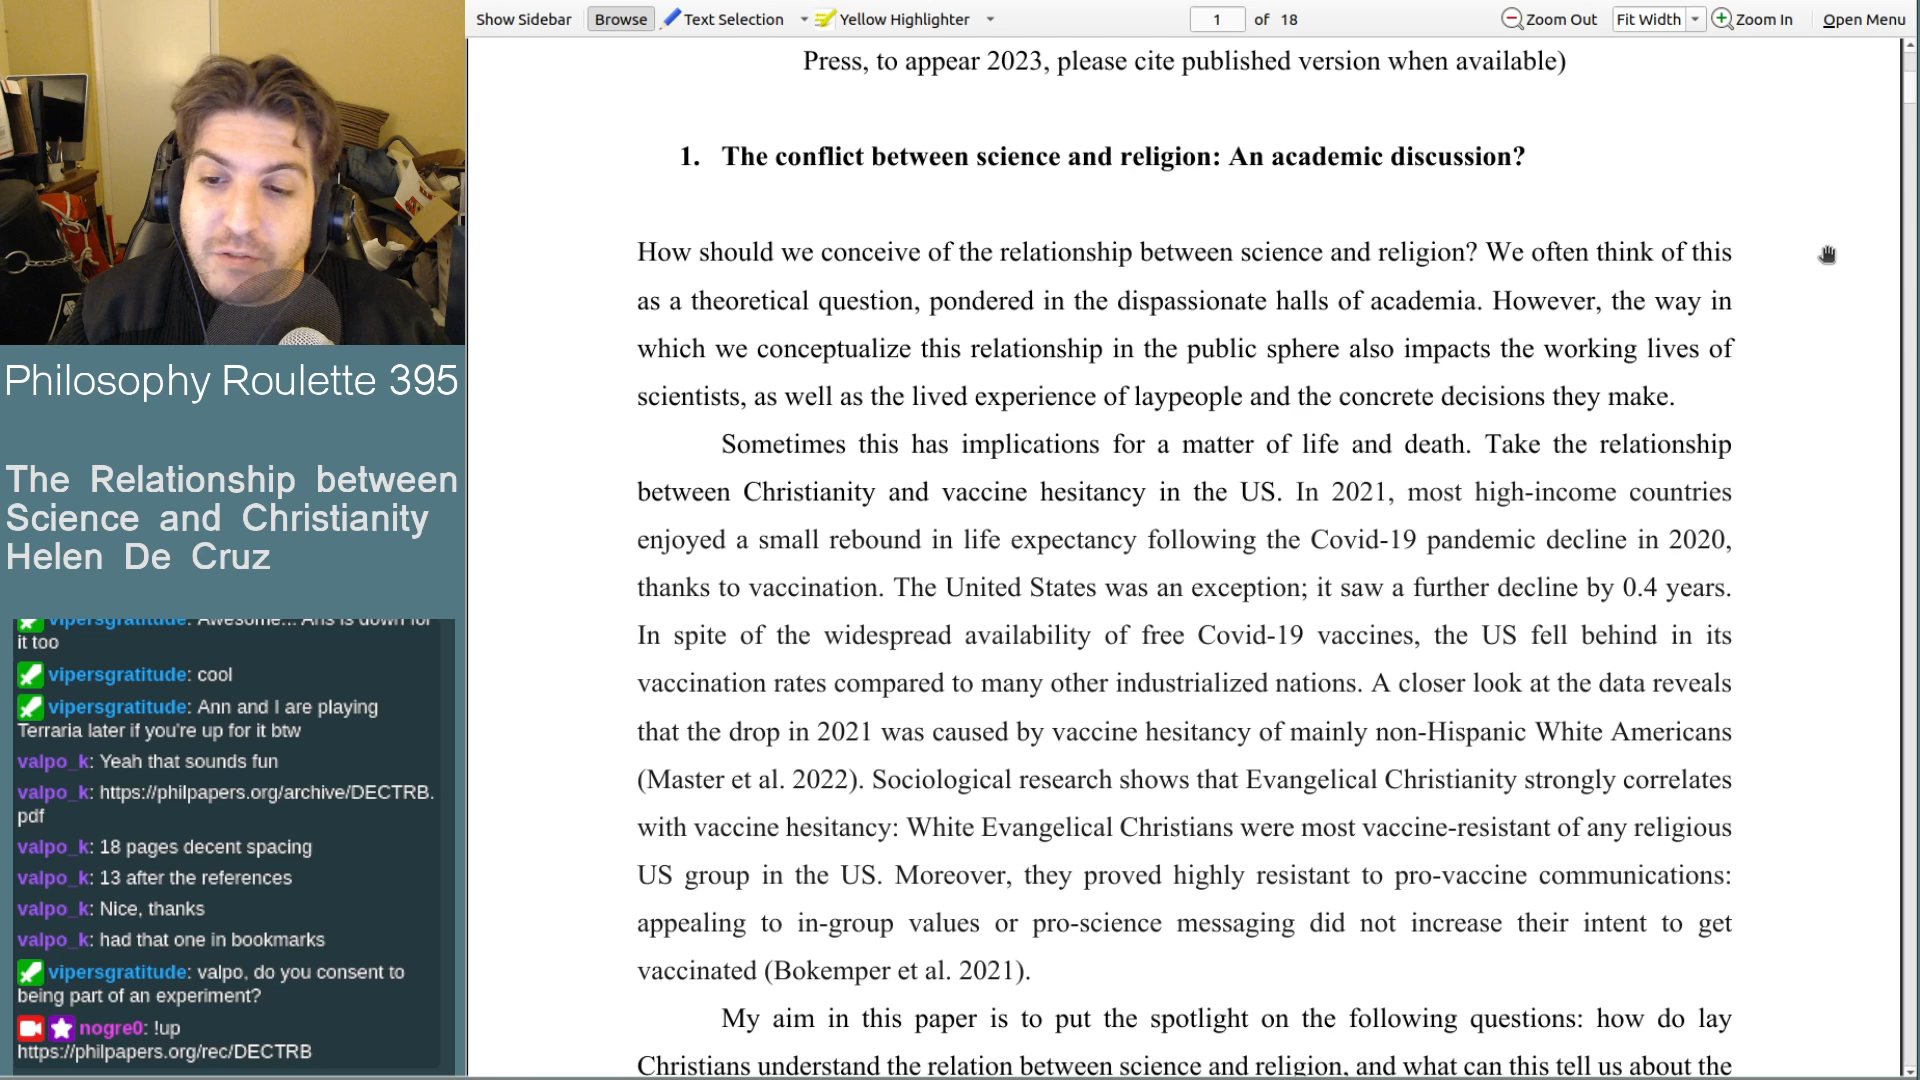 Show Sidebar Browse Text Selection Yellow Highlighter 1 of 18 Zoom Out Fit Width Zoom In Open Menu
Press, to appear 2023, please cite published version when available)
1. The conflict between science and religion: An academic discussion?
How should we conceive of the relationship between science and religion? We often think of this
as a theoretical question, pondered in the dispassionate halls of academia. However, the way in
which we conceptualize this relationship in the public sphere also impacts the working lives of
scientists, as well as the lived experience of laypeople and the concrete decisions they make.
Sometimes this has implications for a matter of life and death. Take the relationship
between Christianity and vaccine hesitancy in the US. In 2021, most high-income countries
enjoyed a small rebound in life expectancy following the Covid-19 pandemic decline in 2020,
thanks to vaccination. The United States was an exception; it saw a further decline by 0.4 years.
In spite of the widespread availability of free Covid-19 vaccines, the US fell behind in its
vaccination rates compared to many other industrialized nations. A closer look at the data reveals
that the drop in 2021 was caused by vaccine hesitancy of mainly non-Hispanic White Americans
(Master et al. 2022). Sociological research shows that Evangelical Christianity strongly correlates
with vaccine hesitancy: White Evangelical Christians were most vaccine-resistant of any religious
US group in the US. Moreover, they proved highly resistant to pro-vaccine communications:
appealing to in-group values or pro-science messaging did not increase their intent to get
vaccinated (Bokemper et al. 2021).
My aim in this paper is to put the spotlight on the following questions: how do lay
Christians understand the relation between science and religion, and what can this tell us about the
Philosophy Roulette 395
The Relationship between
Science and Christianity
Helen De Cruz
vipersgratitude: Awesome... Ans is down for
it too
vipersgratitude: cool
vipersgratitude: Ann and I are playing
Terraria later if you're up for it btw
valpo_k: Yeah that sounds fun
valpo_k: https://philpapers.org/archive/DECTRB.
pdf
valpo_k: 18 pages decent spacing
valpo_k: 13 after the references
valpo_k: Nice, thanks
valpo_k: had that one in bookmarks
vipersgratitude: valpo, do you consent to
being part of an experiment?
nogre0: !up
https://philpapers.org/rec/DECTRB